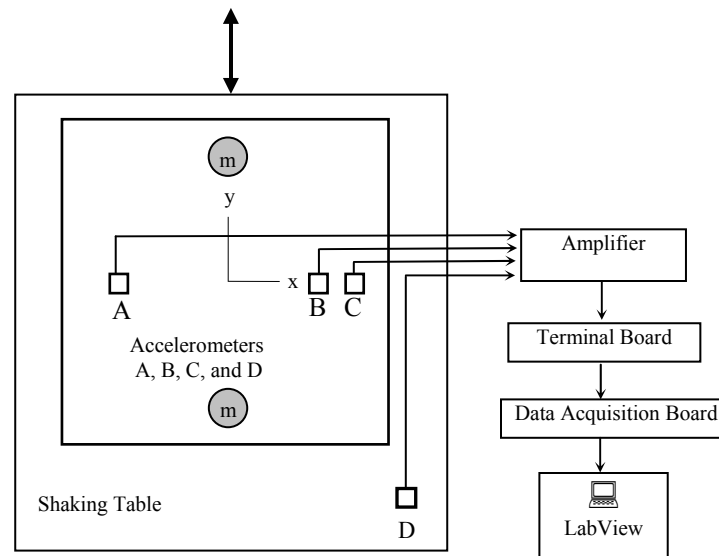 m
y
Amplifier
x
A
B
C
Terminal Board
Accelerometers
A, B, C, and D
m
Data Acquisition Board
Shaking Table
D
LabView